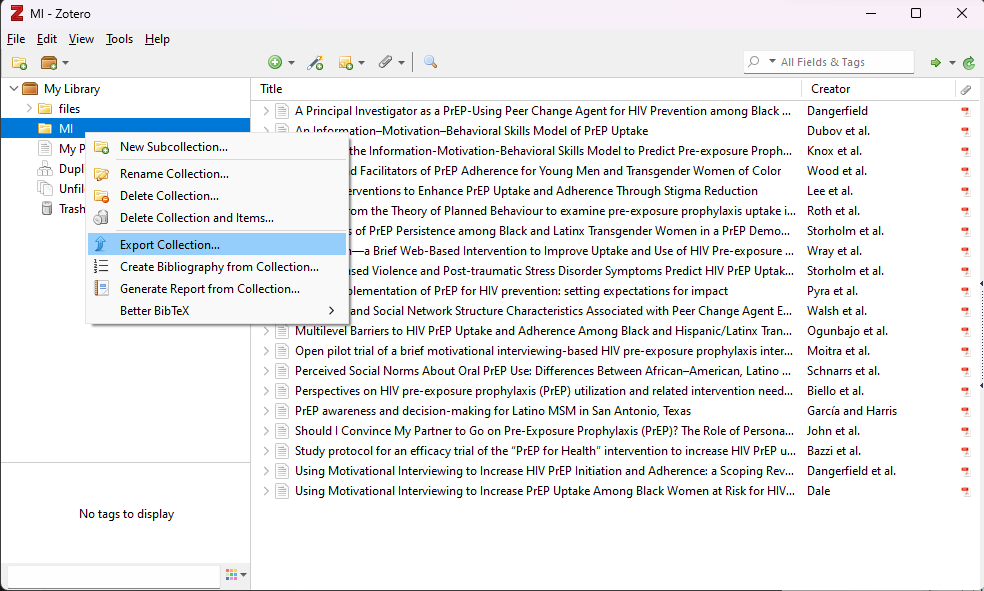 MI - Zotero
File Edit View Tools Help
All Fields & Tags
My Library
files
MI
My P
Dupl
Unfil
Trash
New Subcollection...
Rename Collection...
Delete Collection...
Delete Collection and Items...
Export Collection...
Create Bibliography from Collection...
Generate Report from Collection...
Better BibTeX
No tags to display
Title Creator
A Principal Investigator as a PrEP-Using Peer Change Agent for HIV Prevention among Black ... Dangerfield
An Information–Motivation–Behavioral Skills Model of PrEP Uptake Dubov et al.
the Information-Motivation-Behavioral Skills Model to Predict Pre-exposure Proph... Knox et al.
d Facilitators of PrEP Adherence for Young Men and Transgender Women of Color Wood et al.
erventions to Enhance PrEP Uptake and Adherence Through Stigma Reduction Lee et al.
from the Theory of Planned Behaviour to examine pre-exposure prophylaxis uptake i... Roth et al.
s of PrEP Persistence among Black and Latinx Transgender Women in a PrEP Demo... Storholm et al.
—a Brief Web-Based Intervention to Improve Uptake and Use of HIV Pre-exposure ... Wray et al.
sed Violence and Post-traumatic Stress Disorder Symptoms Predict HIV PrEP Uptak... Storholm et al.
plementation of PrEP for HIV prevention: setting expectations for impact Pyra et al.
and Social Network Structure Characteristics Associated with Peer Change Agent E... Walsh et al.
Multilevel Barriers to HIV PrEP Uptake and Adherence Among Black and Hispanic/Latinx Tran... Ogunbajo et al.
Open pilot trial of a brief motivational interviewing-based HIV pre-exposure prophylaxis inter... Moitra et al.
Perceived Social Norms About Oral PrEP Use: Differences Between African–American, Latino ... Schnarrs et al.
Perspectives on HIV pre-exposure prophylaxis (PrEP) utilization and related intervention need... Biello et al.
PrEP awareness and decision-making for Latino MSM in San Antonio, Texas García and Harris
Should I Convince My Partner to Go on Pre-Exposure Prophylaxis (PrEP)? The Role of Persona... John et al.
Study protocol for an efficacy trial of the “PrEP for Health” intervention to increase HIV PrEP u... Bazzi et al.
Using Motivational Interviewing to Increase HIV PrEP Initiation and Adherence: a Scoping Rev... Dangerfield et al.
Using Motivational Interviewing to Increase PrEP Uptake Among Black Women at Risk for HIV... Dale